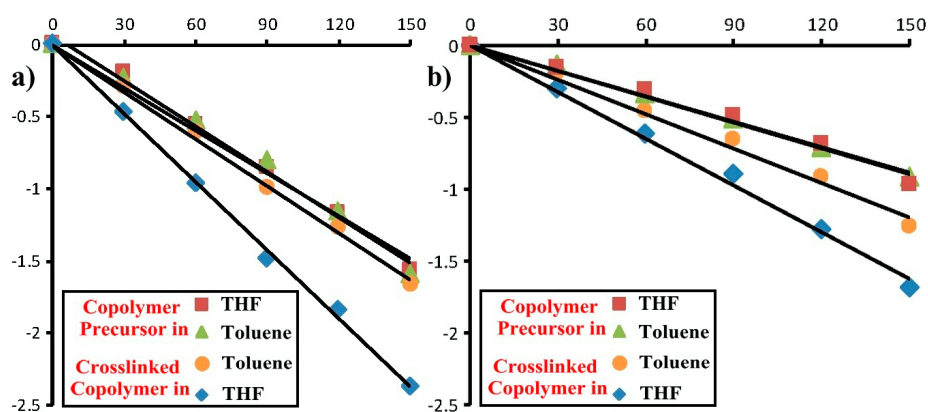 0 30 60 90 120 150
0
a)
-0.5
-1
-1.5
-2
-2.5
Copolymer
Precursor in
THF
Toluene
Crosslinked
Copolymer in
Toluene
THF
0 30 60 90 120 150
0
b)
-0.5
-1
-1.5
-2
-2.5
Copolymer
Precursor in
THF
Toluene
Crosslinked
Copolymer in
Toluene
THF